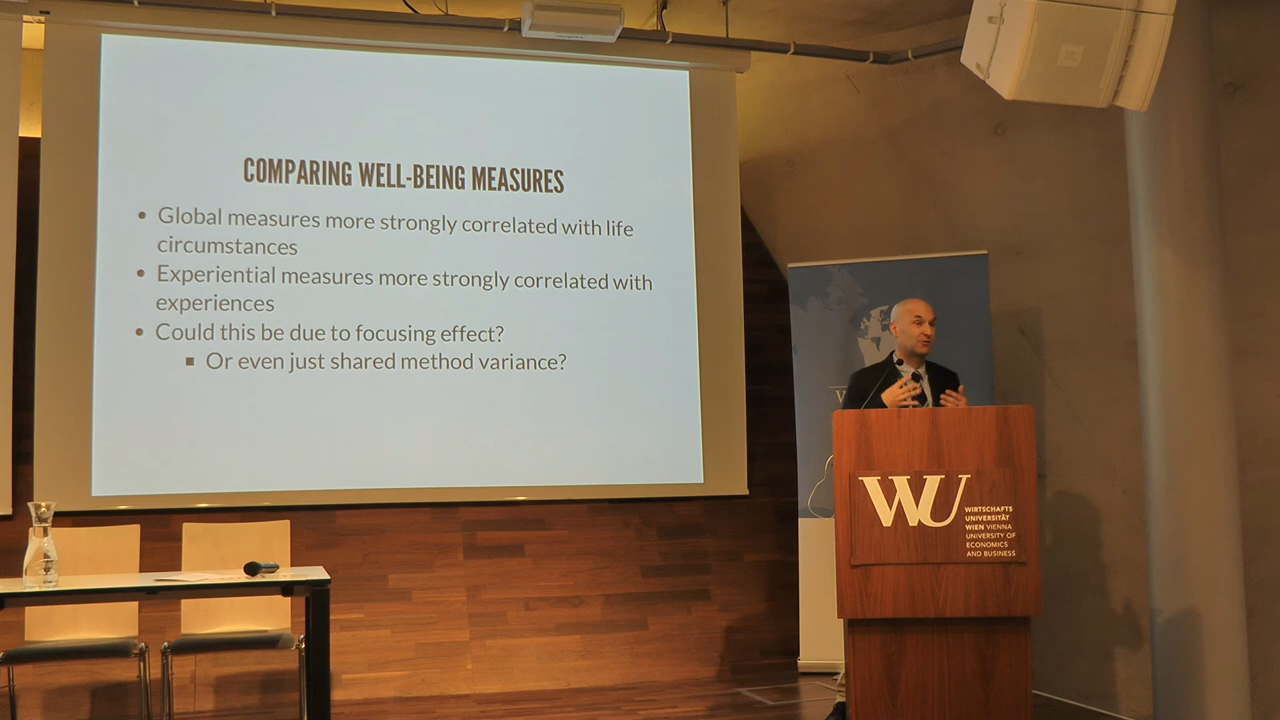 COMPARING WELL-BEING MEASURES
• Global measures more strongly correlated with life
circumstances
• Experiential measures more strongly correlated with
experiences
• Could this be due to focusing effect?
▪ Or even just shared method variance?
WU
WIRTSCHAFTS
UNIVERSITÄT
WIEN VIENNA
UNIVERSITY OF
ECONOMICS
AND BUSINESS